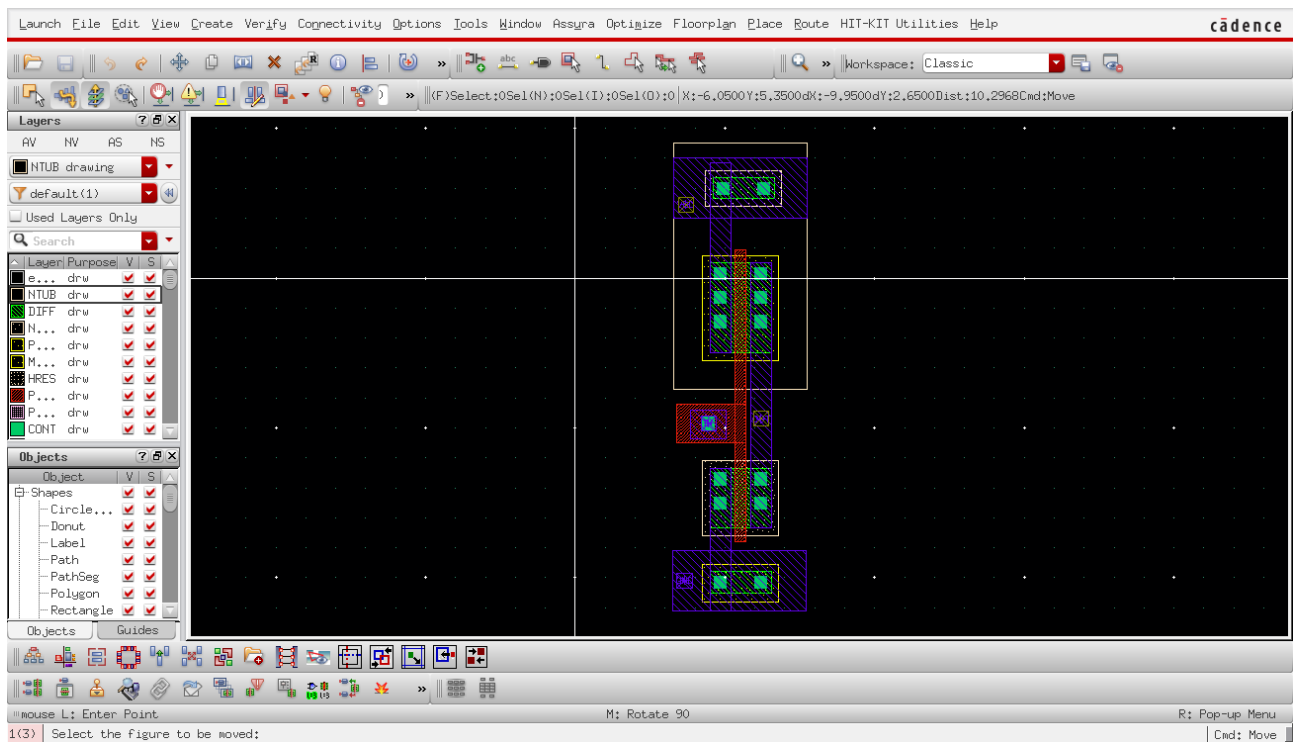 Launch File Edit View Create Verify Connectivity Options Tools Window Assura Optimize Floorplan Place Route HIT-KIT Utilities Help cādence
abc » Workspace: Classic
» (F)Select:0Sel(N):0Sel(I):0Sel(O):0 X:-6.0500Y:5.3500dX:-9.9500dY:2.6500Dist:10.2968Cmd:Move
Layers
AV NV AS NS
NTUB drawing
default(1)
Used Layers Only
Search
Layer Purpose V S
e... drw
NTUB drw
DIFF drw
N... drw
P... drw
M... drw
HRES drw
P... drw
P... drw
CONT drw
Objects
Object V S
Shapes
Circle...
Donut
Label
Path
PathSeg
Polygon
Rectangle
Objects Guides
mouse L: Enter Point M: Rotate 90 R: Pop-up Menu
1(3) Select the figure to be moved: Cmd: Move